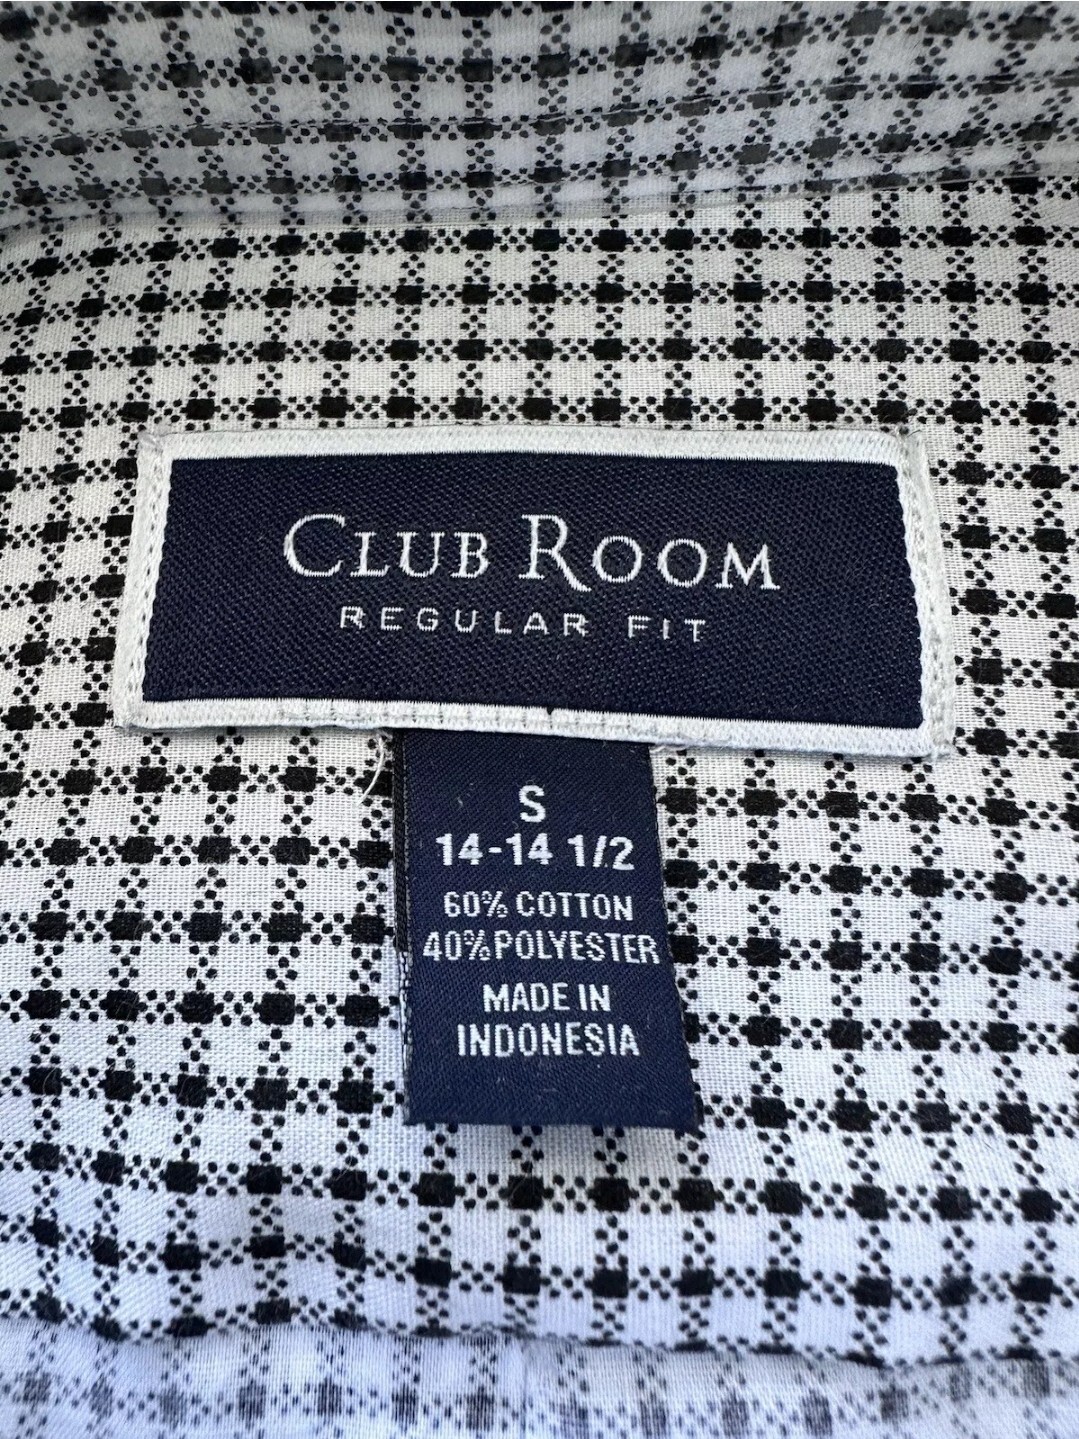 CLUB ROOM
REGULAR FIT
S
14-14 1/2
60% COTTON
40% POLYESTER
MADE IN
INDONESIA